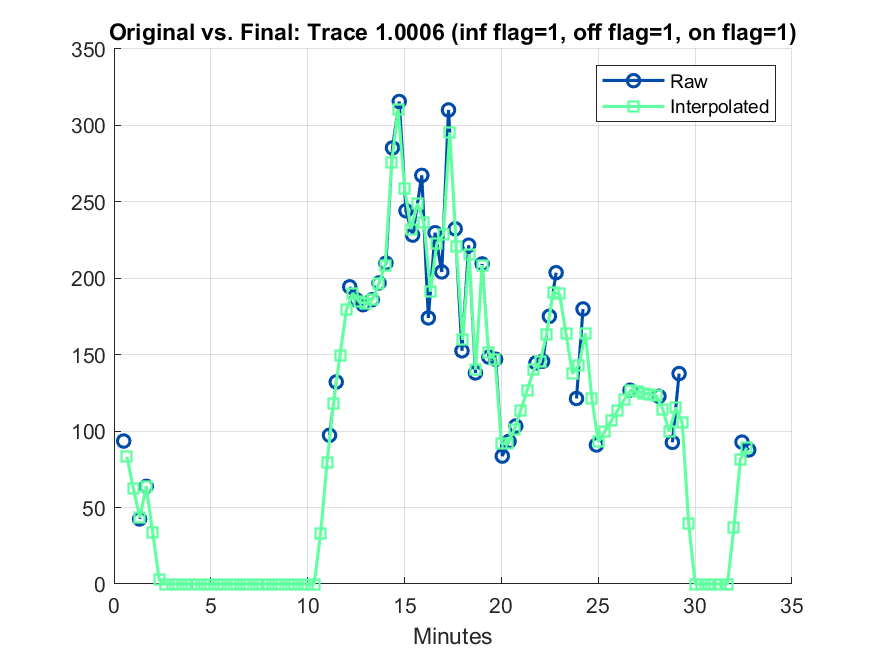 Original vs. Final: Trace 1.0006 (inf flag=1, off flag=1, on flag=1)
350
300
250
200
150
100
50
0
Raw
Interpolated
0 5 10 15 20 25 30 35
Minutes